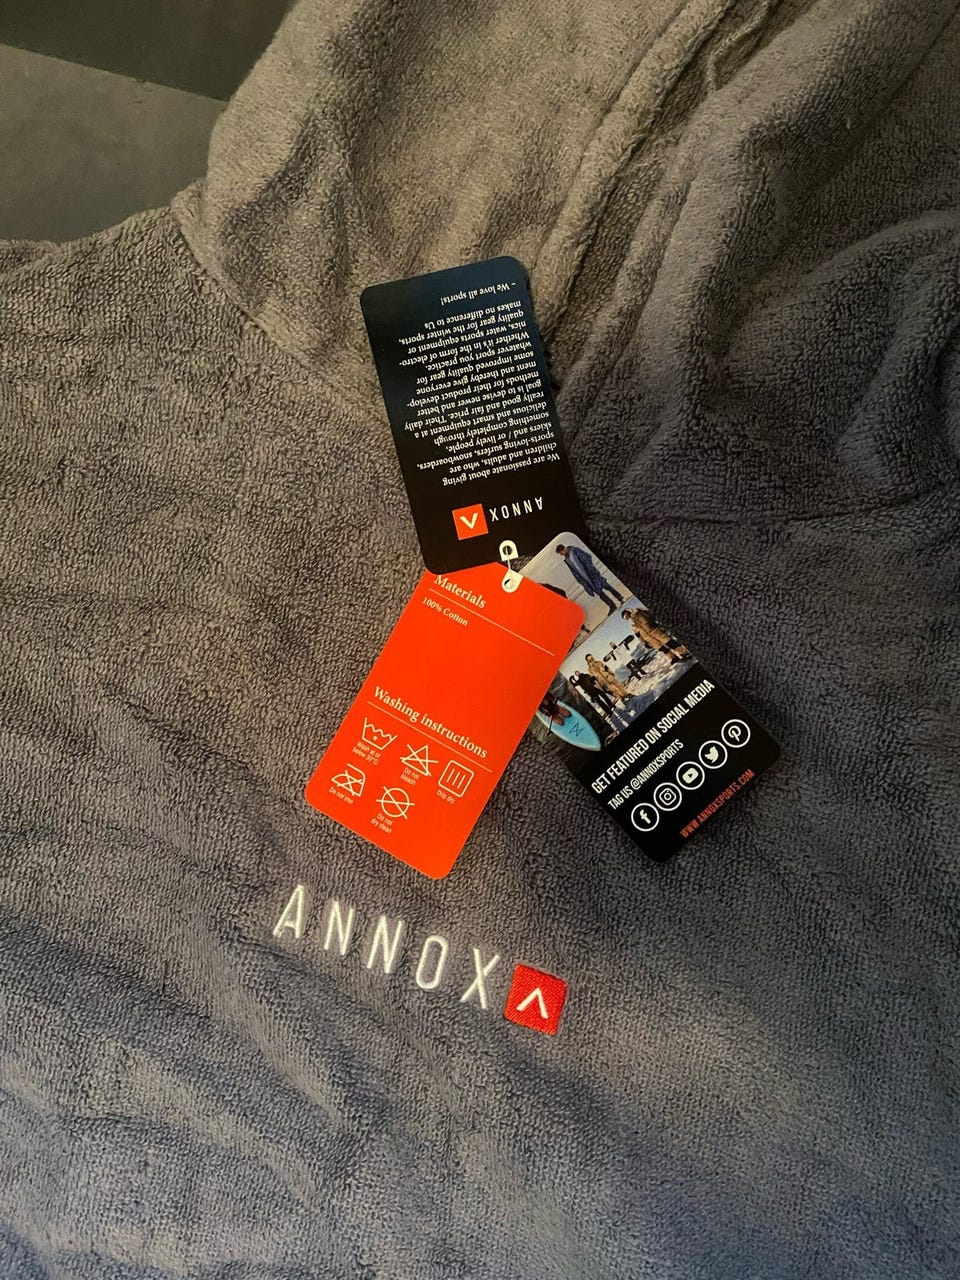 ANNOX
We are passionate about giving
children and adults, who are
sports-loving surfers, snowboarders,
skiers and / or lively people,
something completely through
delicious and smart equipment at a
really good and fair price. Their daily
goal is to devise newer and better
methods for their product develop-
ment and thereby give everyone
some improved quality gear for
whatever sport you practice.
Whether it's in the form of electro-
nics, water sports equipment or
quality gear for the winter sports,
makes no difference to Us
- We love all sports!
Materials
100% Cotton
Washing instructions
Wash at or
below 30°C
Do not
bleach
Drip dry
Do not iron
Do not
dry clean
GET FEATURED ON SOCIAL MEDIA
TAG US @ANNOXSPORTS
WWW.ANNOXSPORTS.COM
ANNOX